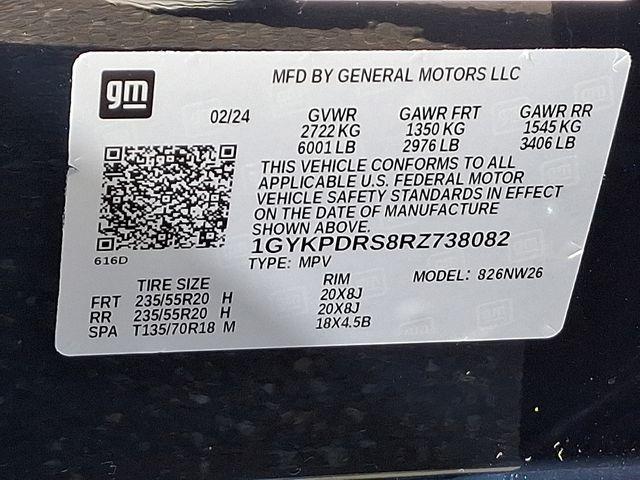 gm
MFD BY GENERAL MOTORS LLC
02/24 GVWR GAWR FRT GAWR RR
2722 KG 1350 KG 1545 KG
6001 LB 2976 LB 3406 LB
THIS VEHICLE CONFORMS TO ALL
APPLICABLE U.S. FEDERAL MOTOR
VEHICLE SAFETY STANDARDS IN EFFECT
ON THE DATE OF MANUFACTURE
SHOWN ABOVE.
1GYKPDRS8RZ738082
616D
TYPE: MPV
MODEL: 826NW26
TIRE SIZE RIM
FRT 235/55R20 H 20X8J
RR 235/55R20 H 20X8J
SPA T135/70R18 M 18X4.5B